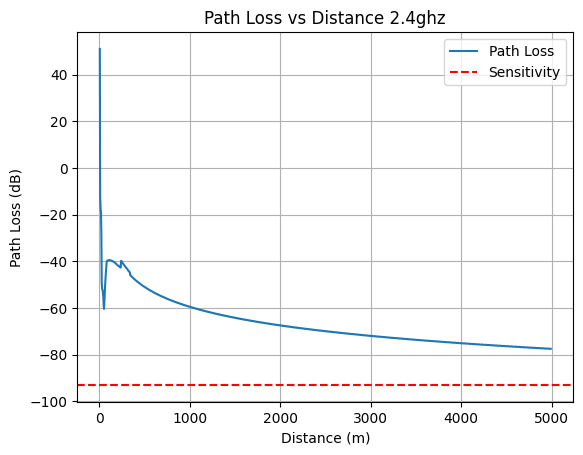 Path Loss vs Distance 2.4ghz
Path Loss
Sensitivity
Path Loss (dB)
40
20
0
−20
−40
−60
−80
−100
0
1000
2000
3000
4000
5000
Distance (m)